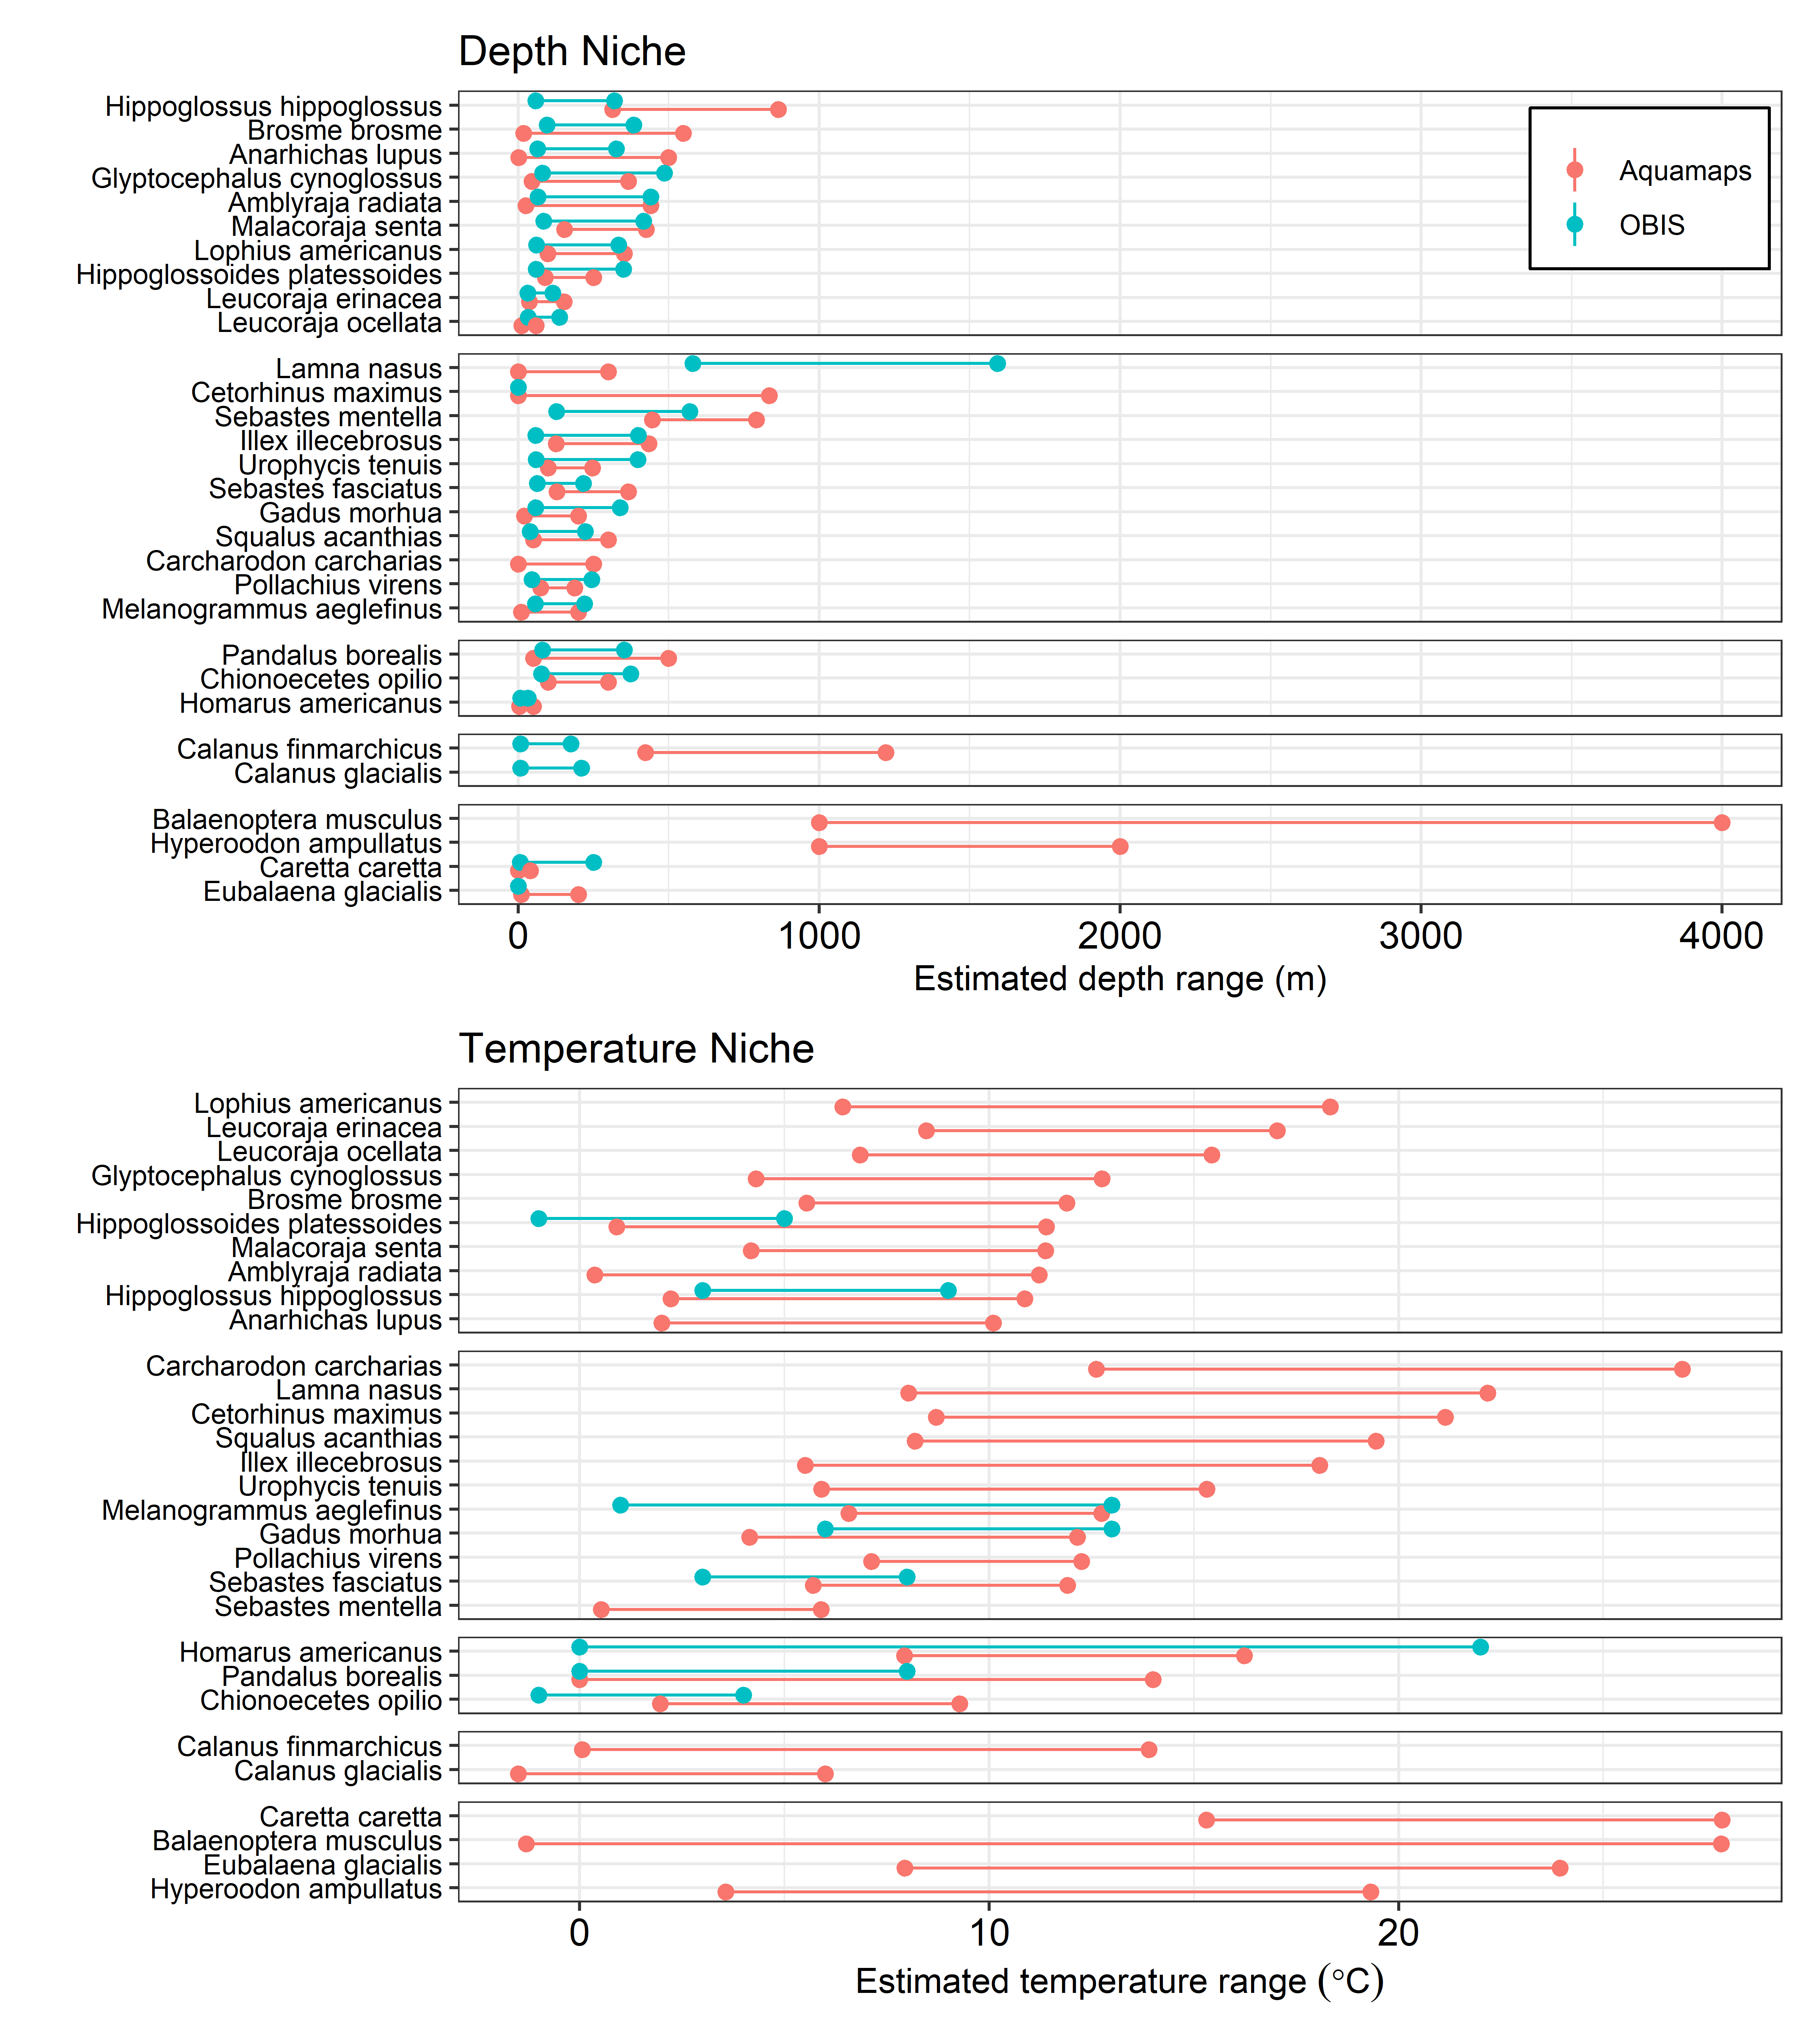 Depth Niche
Hippoglossus hippoglossus
Brosme brosme
Anarhichas lupus
Glyptocephalus cynoglossus
Amblyraja radiata
Malacoraja senta
Lophius americanus
Hippoglossoides platessoides
Leucoraja erinacea
Leucoraja ocellata
Aquamaps
OBIS
Lamna nasus
Cetorhinus maximus
Sebastes mentella
Illex illecebrosus
Urophycis tenuis
Sebastes fasciatus
Gadus morhua
Squalus acanthias
Carcharodon carcharias
Pollachius virens
Melanogrammus aeglefinus
Pandalus borealis
Chionoecetes opilio
Homarus americanus
Calanus finmarchicus
Calanus glacialis
Balaenoptera musculus
Hyperoodon ampullatus
Caretta caretta
Eubalaena glacialis
0 1000 2000 3000 4000
Estimated depth range (m)
Temperature Niche
Lophius americanus
Leucoraja erinacea
Leucoraja ocellata
Glyptocephalus cynoglossus
Brosme brosme
Hippoglossoides platessoides
Malacoraja senta
Amblyraja radiata
Hippoglossus hippoglossus
Anarhichas lupus
Carcharodon carcharias
Lamna nasus
Cetorhinus maximus
Squalus acanthias
Illex illecebrosus
Urophycis tenuis
Melanogrammus aeglefinus
Gadus morhua
Pollachius virens
Sebastes fasciatus
Sebastes mentella
Homarus americanus
Pandalus borealis
Chionoecetes opilio
Calanus finmarchicus
Calanus glacialis
Caretta caretta
Balaenoptera musculus
Eubalaena glacialis
Hyperoodon ampullatus
0 10 20
Estimated temperature range (°C)